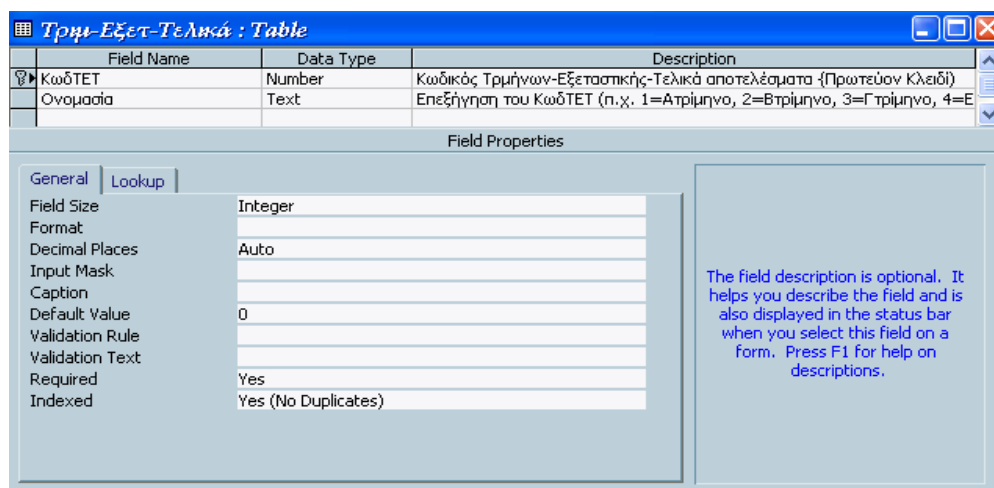 Τριμ-Εξετ-Τελικά : Table
Field Name Data Type Description
ΚωδΤΕΤ Number Κωδικός Τρμήνων-Εξεταστικής-Τελικά αποτελέσματα -{Πρωτεύον Κλειδί)
Ονομασία Text Επεξήγηση του ΚωδΤΕΤ (π.χ. 1=Ατρίμηνο, 2=Βτρίμηνο, 3=Γτρίμηνο, 4=Ε
Field Properties
General Lookup
Field Size Integer
Format
Decimal Places Auto
Input Mask
Caption
Default Value 0
Validation Rule
Validation Text
Required Yes
Indexed Yes (No Duplicates)
The field description is optional. It
helps you describe the field and is
also displayed in the status bar
when you select this field on a
form. Press F1 for help on
descriptions.